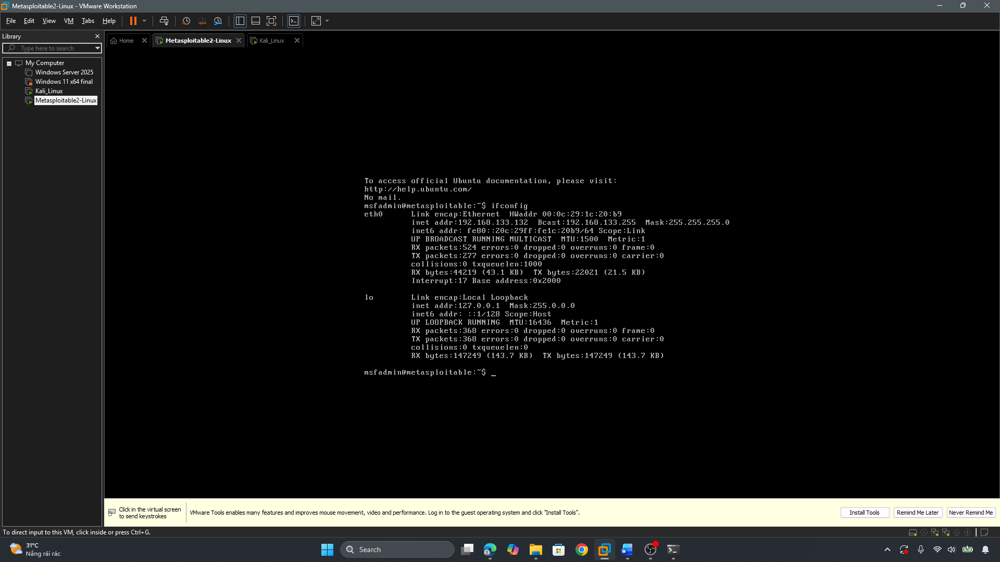 Metasploitable2-Linux - VMware Workstation
File Edit View VM Tabs Help
Library
Type here to search
My Computer
Windows Server 2025
Windows 11 x64 final
Kali_Linux
Metasploitable2-Linux
Home Metasploitable2-Linux Kali_Linux
To access official Ubuntu documentation, please visit:
http://help.ubuntu.com/
No mail.
msfadmin@metasploitable:~$ ifconfig
eth0 Link encap:Ethernet HWaddr 00:0c:29:1c:20:b9
inet addr:192.168.133.132 Bcast:192.168.133.255 Mask:255.255.255.0
inet6 addr: fe80::20c:29ff:fe1c:20b9/64 Scope:Link
UP BROADCAST RUNNING MULTICAST MTU:1500 Metric:1
RX packets:524 errors:0 dropped:0 overruns:0 frame:0
TX packets:277 errors:0 dropped:0 overruns:0 carrier:0
collisions:0 txqueuelen:1000
RX bytes:44219 (43.1 KB) TX bytes:22021 (21.5 KB)
Interrupt:17 Base address:0x2000
lo Link encap:Local Loopback
inet addr:127.0.0.1 Mask:255.0.0.0
inet6 addr: ::1/128 Scope:Host
UP LOOPBACK RUNNING MTU:16436 Metric:1
RX packets:368 errors:0 dropped:0 overruns:0 frame:0
TX packets:368 errors:0 dropped:0 overruns:0 carrier:0
collisions:0 txqueuelen:0
RX bytes:147249 (143.7 KB) TX bytes:147249 (143.7 KB)
msfadmin@metasploitable:~$ _
Click in the virtual screen
to send keystrokes
VMware Tools enables many features and improves mouse movement, video and performance. Log in to the guest operating system and click "Install Tools".
Install Tools Remind Me Later Never Remind Me
To direct input to this VM, click inside or press Ctrl+G.
31°C
Nắng rải rác
Search